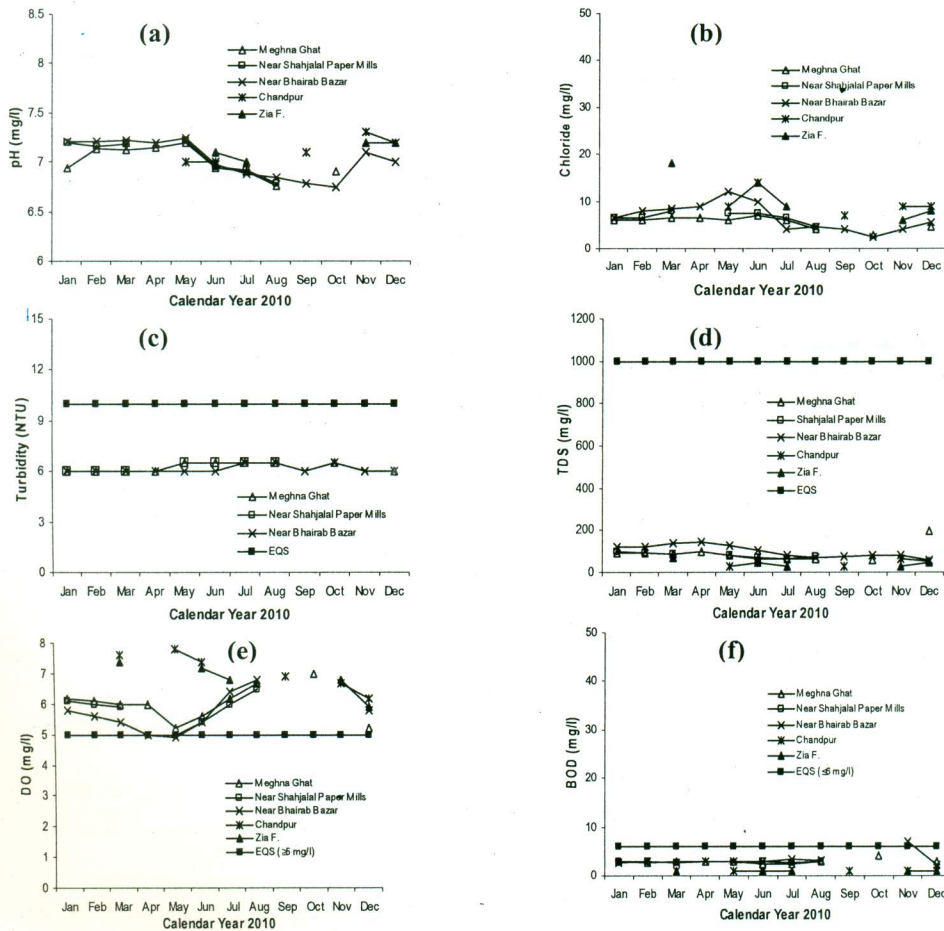 (a)
8.5
8
7.5
7
6.5
6
pH (mg/l)
Meghna Ghat
Near Shahjalal Paper Mills
Near Bhairab Bazar
Chandpur
Zia F.
Jan Feb Mar Apr May Jun Jul Aug Sep Oct Nov Dec
Calendar Year 2010
(b)
50
40
30
20
10
0
Chloride (mg/l)
Meghna Ghat
Near Shahjalal Paper Mills
Near Bhairab Bazar
Chandpur
Zia F.
Jan Feb Mar Apr May Jun Jul Aug Sep Oct Nov Dec
Calendar Year 2010
(c)
15
12
9
6
3
0
Turbidity (NTU)
Meghna Ghat
Near Shahjalal Paper Mills
Near Bhairab Bazar
EQS
Jan Feb Mar Apr May Jun Jul Aug Sep Oct Nov Dec
Calendar Year 2010
(d)
1200
1000
800
600
400
200
0
TDS (mg/l)
Meghna Ghat
Shahjalal Paper Mills
Near Bhairab Bazar
Chandpur
Zia F.
EQS
Jan Feb Mar Apr May Jun Jul Aug Sep Oct Nov Dec
Calendar Year 2010
(e)
8
7
6
5
4
3
2
1
0
DO (mg/l)
Meghna Ghat
Near Shahjalal Paper Mills
Near Bhairab Bazar
Chandpur
Zia F.
EQS (≥5 mg/l)
Jan Feb Mar Apr May Jun Jul Aug Sep Oct Nov Dec
Calendar Year 2010
(f)
50
40
30
20
10
0
BOD (mg/l)
Meghna Ghat
Near Shahjalal Paper Mills
Near Bhairab Bazar
Chandpur
Zia F.
EQS (≤6 mg/l)
Jan Feb Mar Apr May Jun Jul Aug Sep Oct Nov Dec
Calendar Year 2010